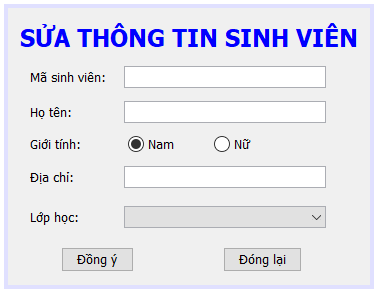 SỬA THÔNG TIN SINH VIÊN
Mã sinh viên:
Họ tên:
Giới tính: Nam Nữ
Địa chỉ:
Lớp học:
Đồng ý Đóng lại